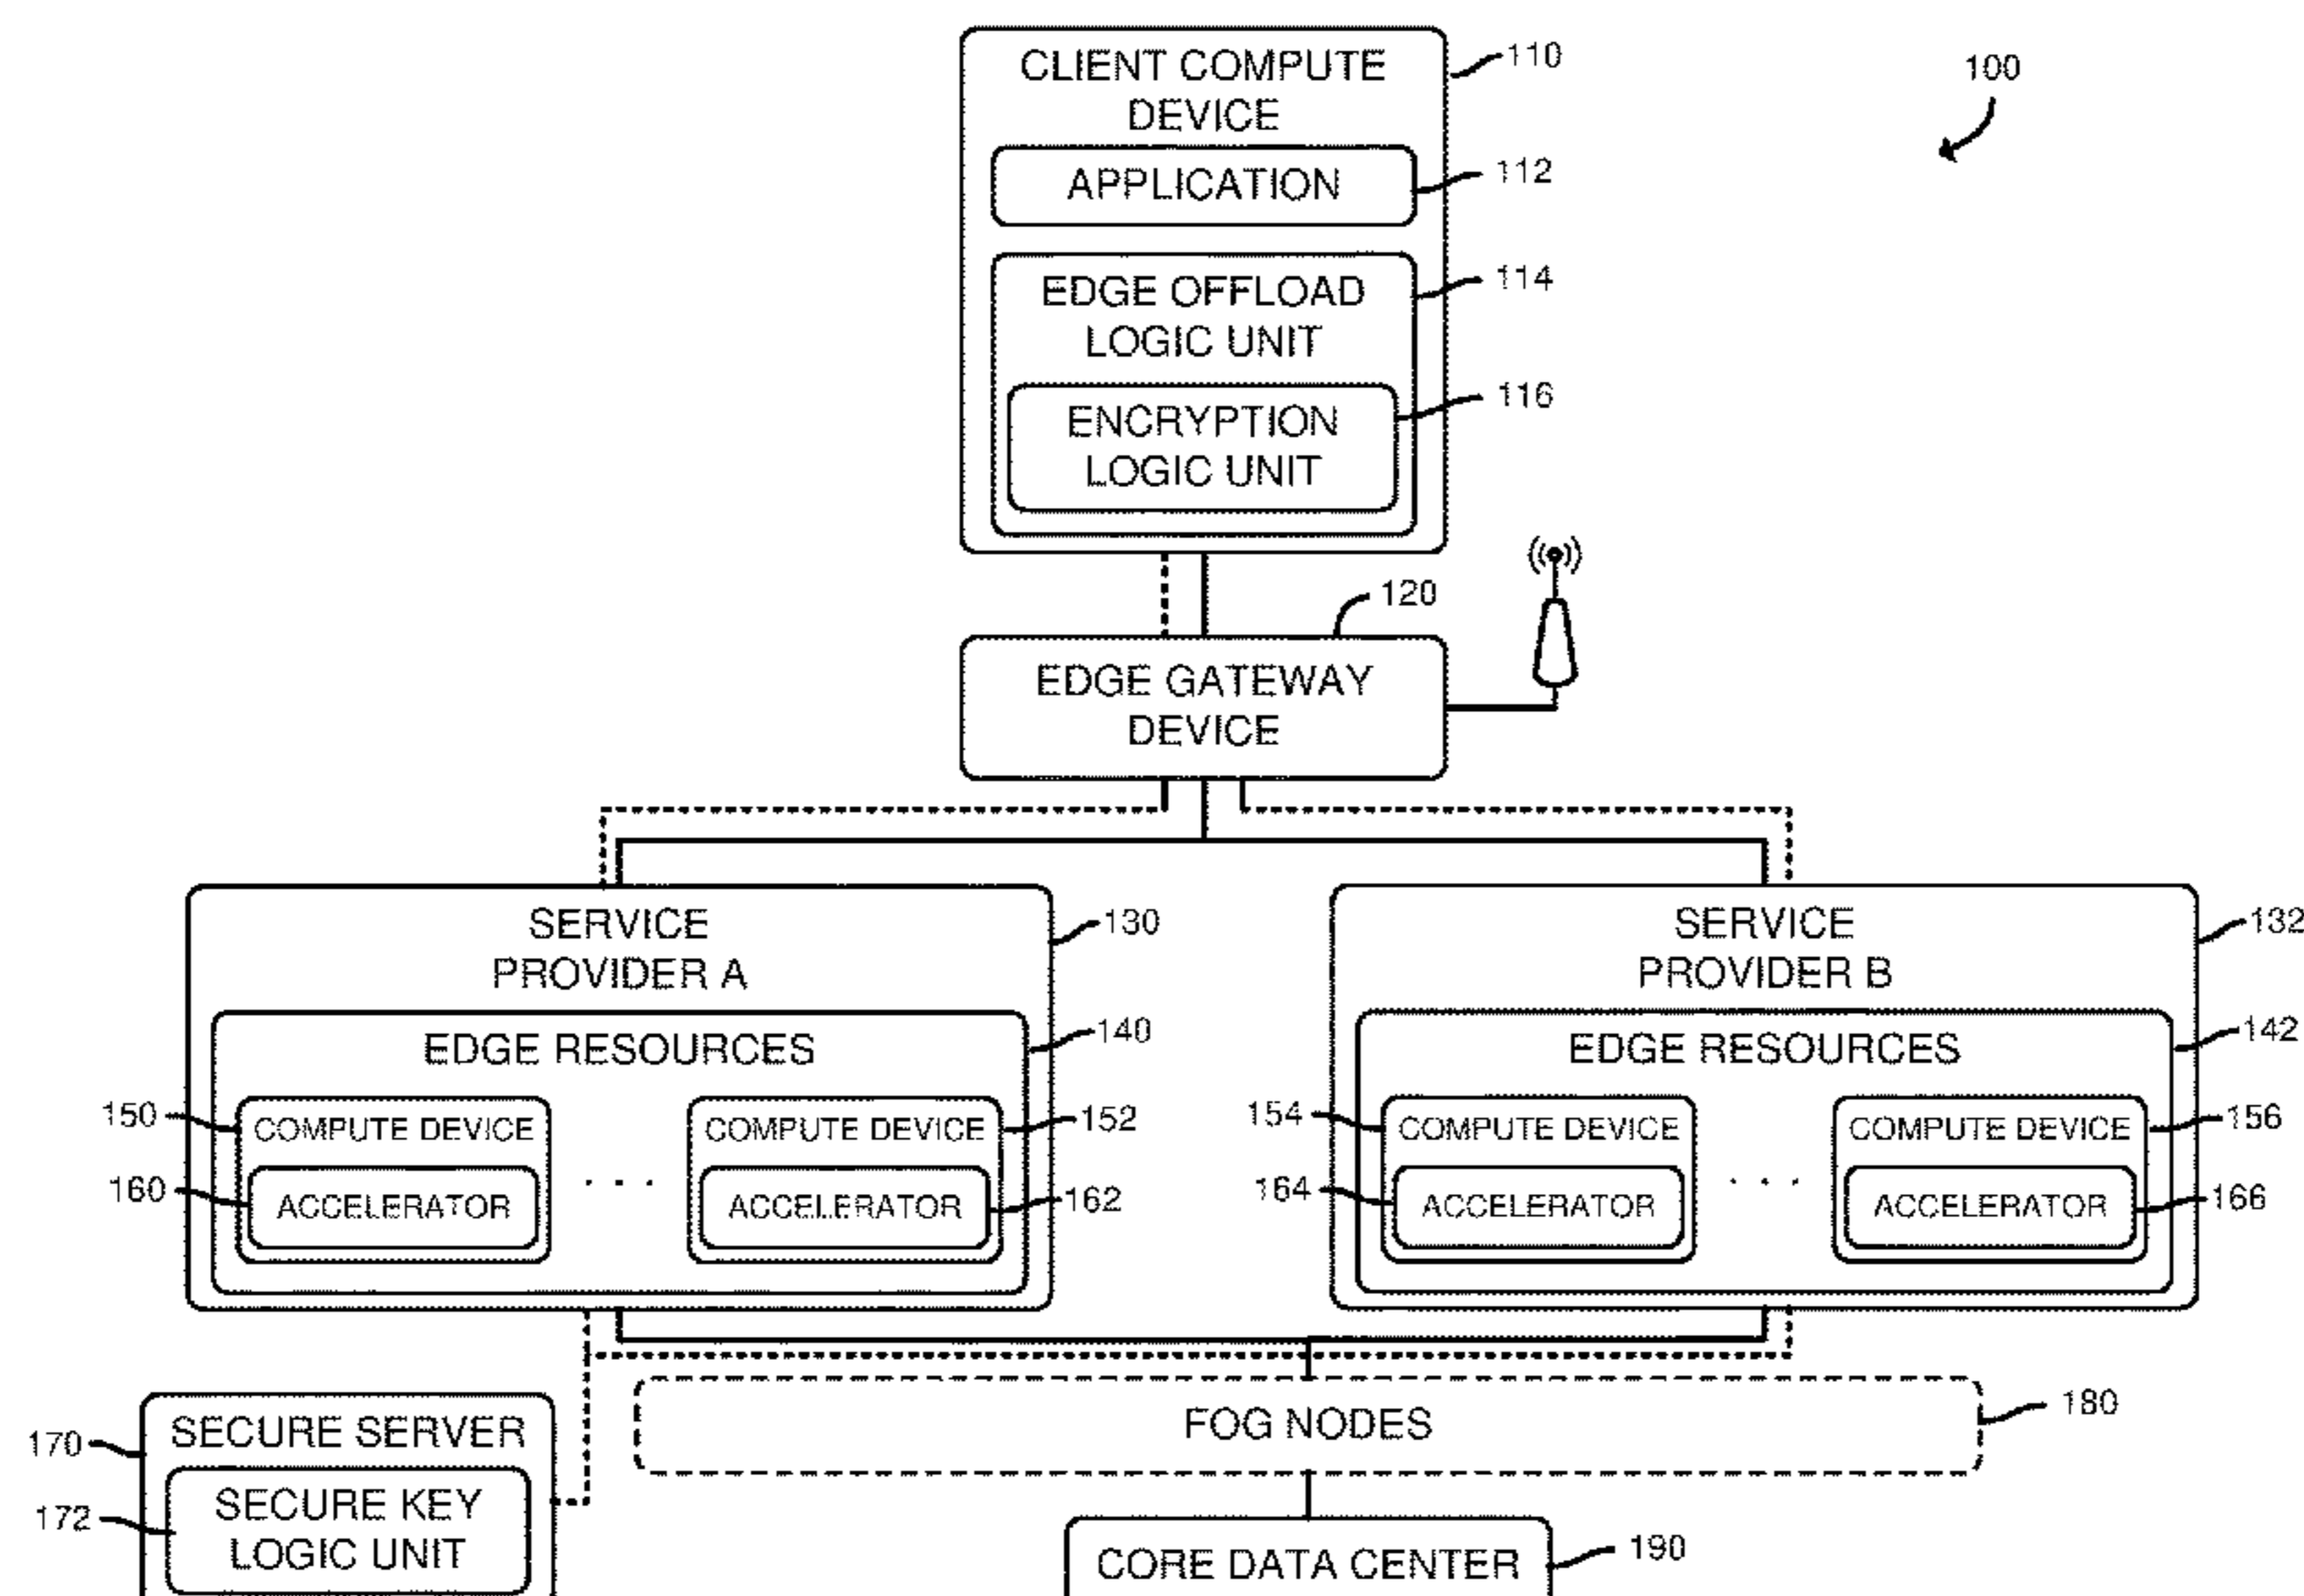 CLIENT COMPUTE
DEVICE
110
100
APPLICATION
112
EDGE OFFLOAD
LOGIC UNIT
114
ENCRYPTION
LOGIC UNIT
116
120
EDGE GATEWAY
DEVICE
SERVICE
PROVIDER A
130
EDGE RESOURCES
140
150
COMPUTE DEVICE
160
ACCELERATOR
. . .
COMPUTE DEVICE
152
ACCELERATOR
162
SERVICE
PROVIDER B
132
EDGE RESOURCES
142
154
COMPUTE DEVICE
164
ACCELERATOR
. . .
COMPUTE DEVICE
156
ACCELERATOR
166
170
SECURE SERVER
172
SECURE KEY
LOGIC UNIT
FOG NODES
180
CORE DATA CENTER
190